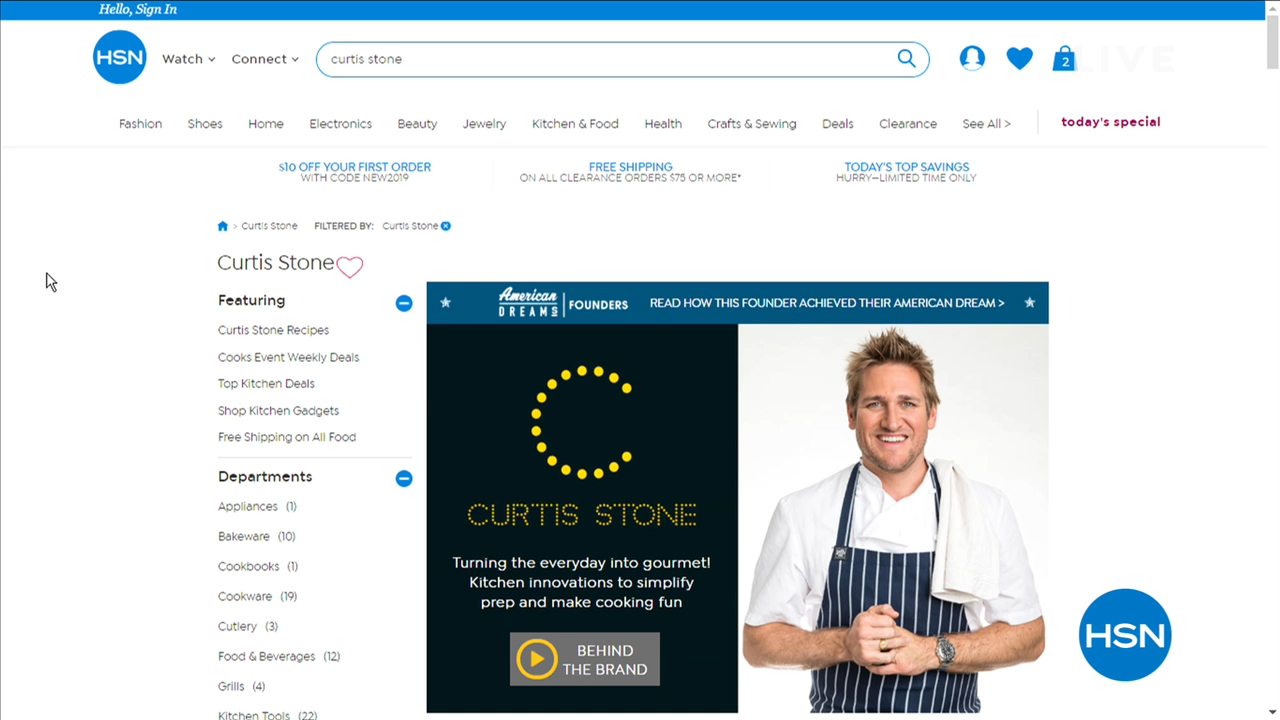 Hello, Sign In
HSN
Watch
Connect
curtis stone
2
LIVE
Fashion
Shoes
Home
Electronics
Beauty
Jewelry
Kitchen & Food
Health
Crafts & Sewing
Deals
Clearance
See All >
today's special
$10 OFF YOUR FIRST ORDER
WITH CODE NEW2019
FREE SHIPPING
ON ALL CLEARANCE ORDERS $75 OR MORE*
TODAY'S TOP SAVINGS
HURRY—LIMITED TIME ONLY
> Curtis Stone
FILTERED BY: Curtis Stone
Curtis Stone
Featuring
Curtis Stone Recipes
Cooks Event Weekly Deals
Top Kitchen Deals
Shop Kitchen Gadgets
Free Shipping on All Food
Departments
Appliances (1)
Bakeware (10)
Cookbooks (1)
Cookware (19)
Cutlery (3)
Food & Beverages (12)
Grills (4)
Kitchen Tools (22)
American
DREAMS
FOUNDERS
READ HOW THIS FOUNDER ACHIEVED THEIR AMERICAN DREAM >
C
CURTIS STONE
Turning the everyday into gourmet!
Kitchen innovations to simplify
prep and make cooking fun
BEHIND
THE BRAND
HSN